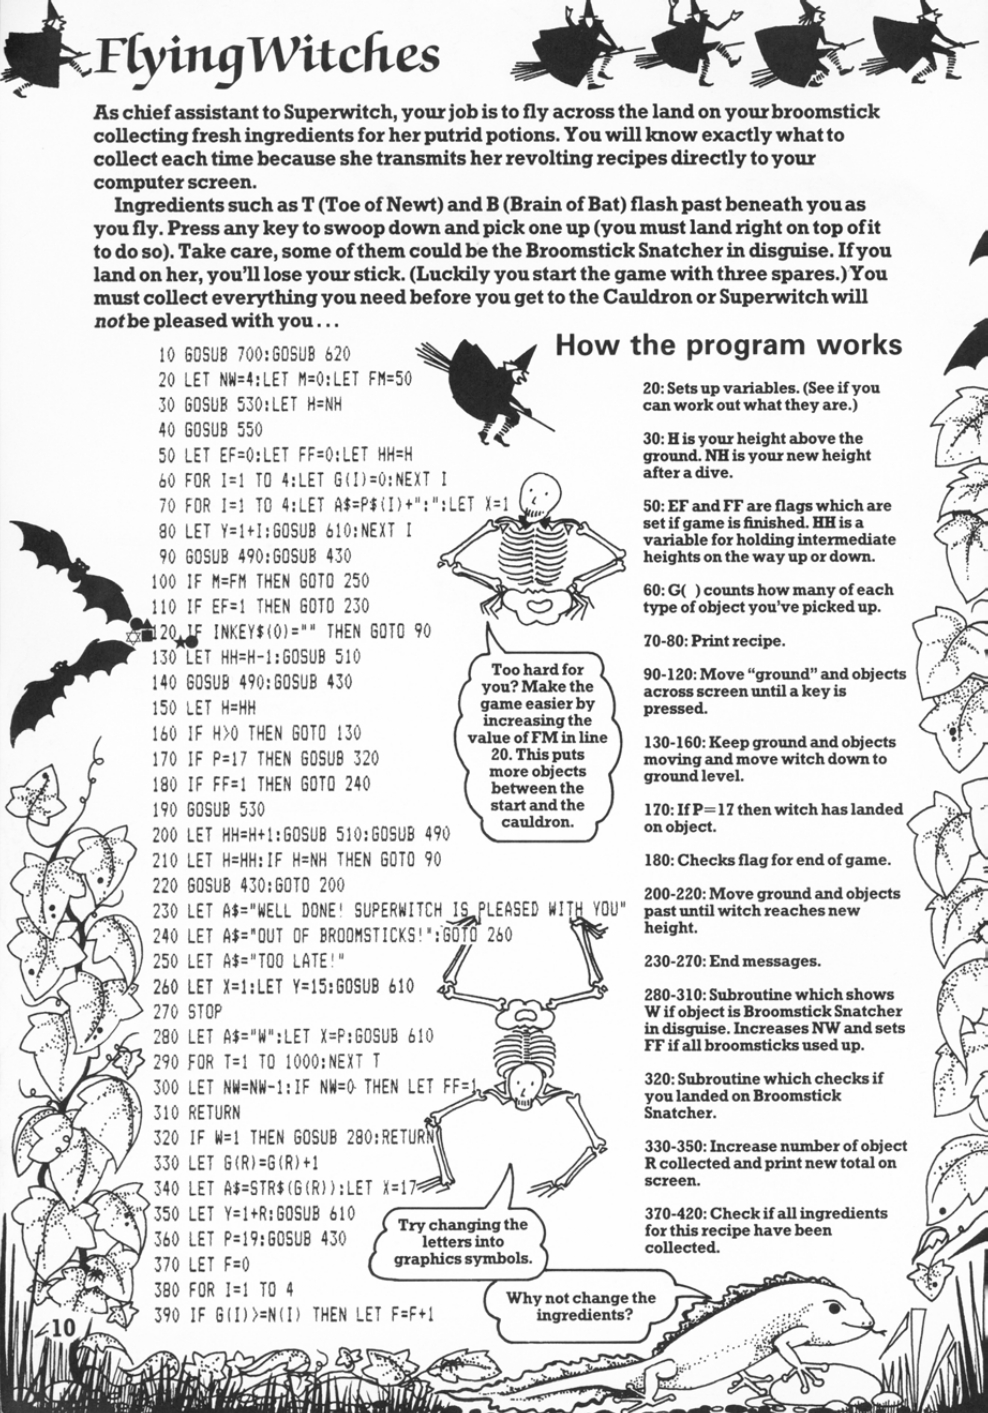 FlyingWitches
As chief assistant to Superwitch, your job is to fly across the land on your broomstick
collecting fresh ingredients for her putrid potions. You will know exactly what to
collect each time because she transmits her revolting recipes directly to your
computer screen.
Ingredients such as T (Toe of Newt) and B (Brain of Bat) flash past beneath you as
you fly. Press any key to swoop down and pick one up (you must land right on top of it
to do so). Take care, some of them could be the Broomstick Snatcher in disguise. If you
land on her, you'll lose your stick. (Luckily you start the game with three spares.) You
must collect everything you need before you get to the Cauldron or Superwitch will
not be pleased with you . . .
10 GOSUB 700:GOSUB 620
20 LET NW=4:LET M=0:LET FM=50
30 GOSUB 530:LET H=NH
40 GOSUB 550
50 LET EF=0:LET FF=0:LET HH=H
60 FOR I=1 TO 4:LET G(I)=0:NEXT I
70 FOR I=1 TO 4:LET A$=P$(I)+":":LET X=1
80 LET Y=1+I:GOSUB 610:NEXT I
90 GOSUB 490:GOSUB 430
100 IF M=FM THEN GOTO 250
110 IF EF=1 THEN GOTO 230
120 IF INKEY$(0)="" THEN GOTO 90
130 LET HH=H-1:GOSUB 510
140 GOSUB 490:GOSUB 430
150 LET H=HH
160 IF H>0 THEN GOTO 130
170 IF P=17 THEN GOSUB 320
180 IF FF=1 THEN GOTO 240
190 GOSUB 530
200 LET HH=H+1:GOSUB 510:GOSUB 490
210 LET H=HH:IF H=NH THEN GOTO 90
220 GOSUB 430:GOTO 200
230 LET A$="WELL DONE! SUPERWITCH IS PLEASED WITH YOU"
240 LET A$="OUT OF BROOMSTICKS!":GOTO 260
250 LET A$="TOO LATE!"
260 LET X=1:LET Y=15:GOSUB 610
270 STOP
280 LET A$="W":LET X=P:GOSUB 610
290 FOR T=1 TO 1000:NEXT T
300 LET NW=NW-1:IF NW=0 THEN LET FF=1
310 RETURN
320 IF W=1 THEN GOSUB 280:RETURN
330 LET G(R)=G(R)+1
340 LET A$=STR$(G(R)):LET X=17
350 LET Y=1+R:GOSUB 610
360 LET P=19:GOSUB 430
370 LET F=0
380 FOR I=1 TO 4
390 IF G(I)>=N(I) THEN LET F=F+1
Too hard for
you? Make the
game easier by
increasing the
value of FM in line
20. This puts
more objects
between the
start and the
cauldron.
Try changing the
letters into
graphics symbols.
Why not change the
ingredients?
How the program works
20: Sets up variables. (See if you
can work out what they are.)
30: H is your height above the
ground. NH is your new height
after a dive.
50: EF and FF are flags which are
set if game is finished. HH is a
variable for holding intermediate
heights on the way up or down.
60: G( ) counts how many of each
type of object you've picked up.
70-80: Print recipe.
90-120: Move "ground" and objects
across screen until a key is
pressed.
130-160: Keep ground and objects
moving and move witch down to
ground level.
170: If P=17 then witch has landed
on object.
180: Checks flag for end of game.
200-220: Move ground and objects
past until witch reaches new
height.
230-270: End messages.
280-310: Subroutine which shows
W if object is Broomstick Snatcher
in disguise. Increases NW and sets
FF if all broomsticks used up.
320: Subroutine which checks if
you landed on Broomstick
Snatcher.
330-350: Increase number of object
R collected and print new total on
screen.
370-420: Check if all ingredients
for this recipe have been
collected.
10